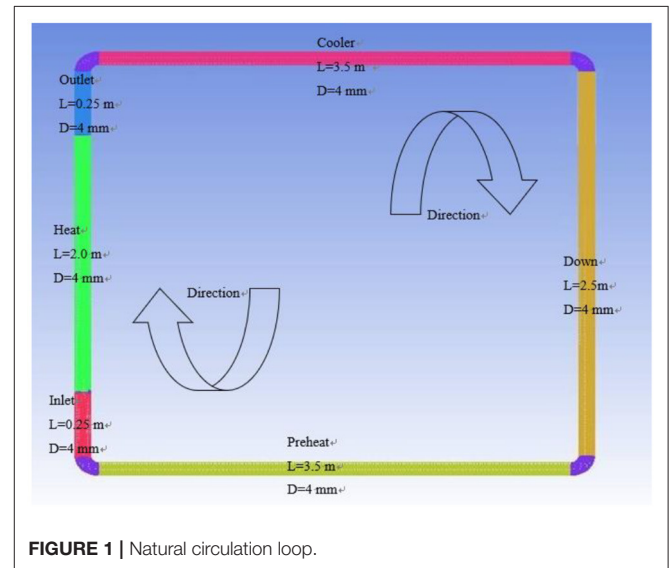 Cooler↵
L=3.5 m ↵
D=4 mm↵
Outlet↵
L=0.25 m↵
D=4 mm↵
Direction↵
Heat↵
L=2.0 m↵
D=4 mm↵
Down↵
L=2.5m↵
D=4 mm↵
Direction↵
Inlet↵
L=0.25 m↵
D=4 mm↵
Preheat↵
L=3.5 m↵
D=4 mm↵
FIGURE 1 | Natural circulation loop.